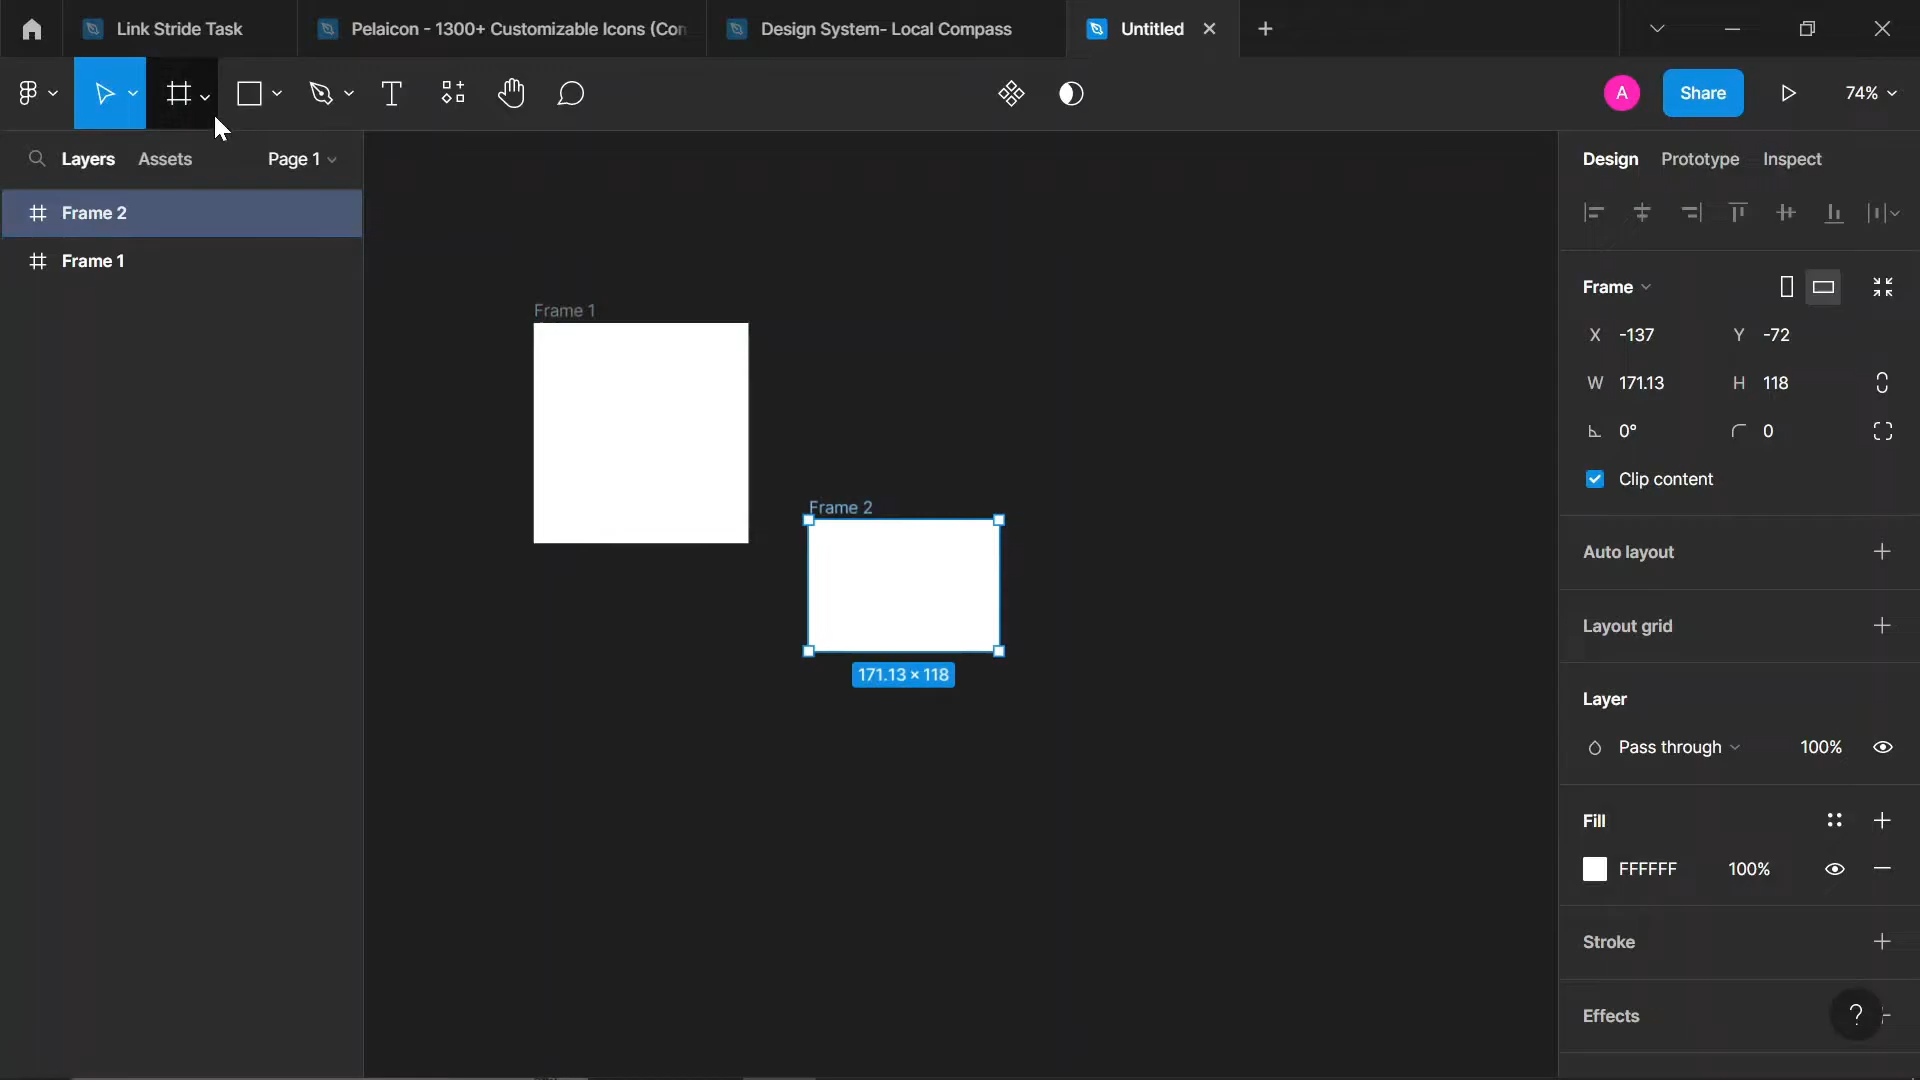 Link Stride Task
Pelaicon - 1300+ Customizable Icons (Con
Design System- Local Compass
Untitled
A
Share
74%
Layers
Assets
Page 1
Design
Prototype
Inspect
Frame 2
Frame 1
Frame 1
Frame 2
171.13 × 118
Frame
X -137
Y -72
W 171.13
H 118
0°
0
Clip content
Auto layout
Layout grid
Layer
Pass through
100%
Fill
FFFFFF
100%
Stroke
Effects
?